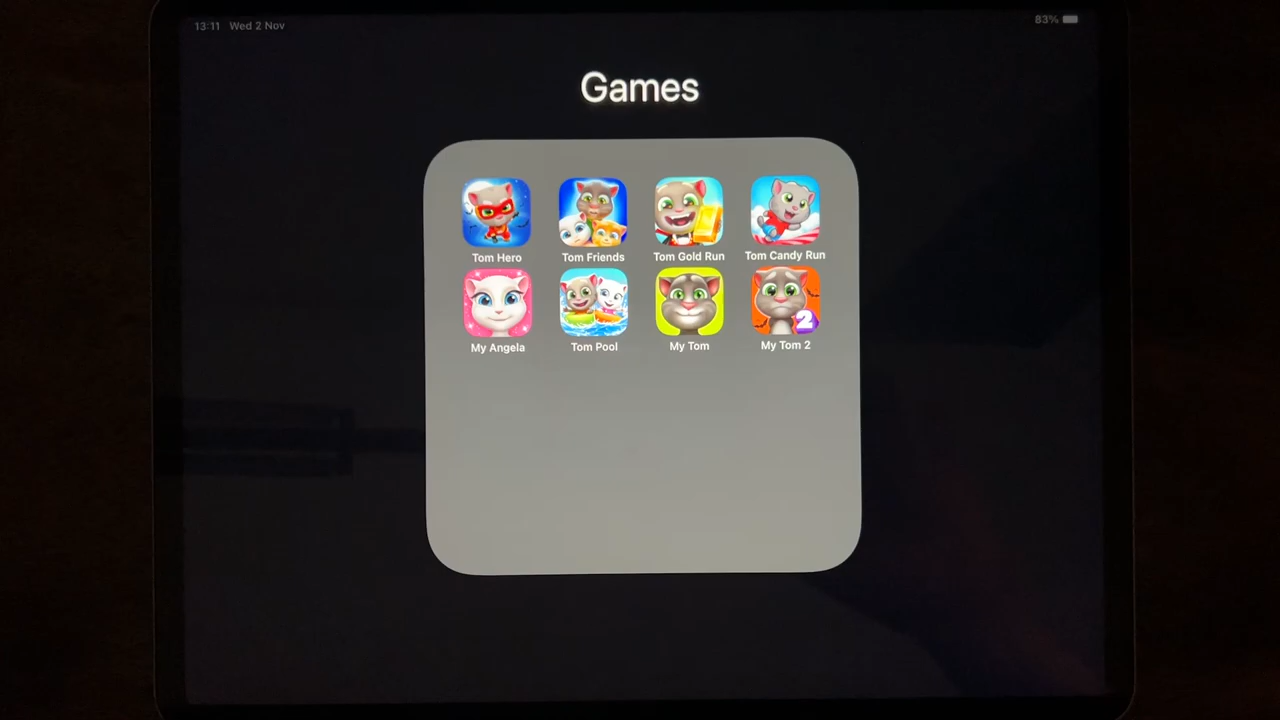 13:11 Wed 2 Nov
83%
Games
Tom Hero
Tom Friends
Tom Gold Run
Tom Candy Run
My Angela
Tom Pool
My Tom
2
My Tom 2